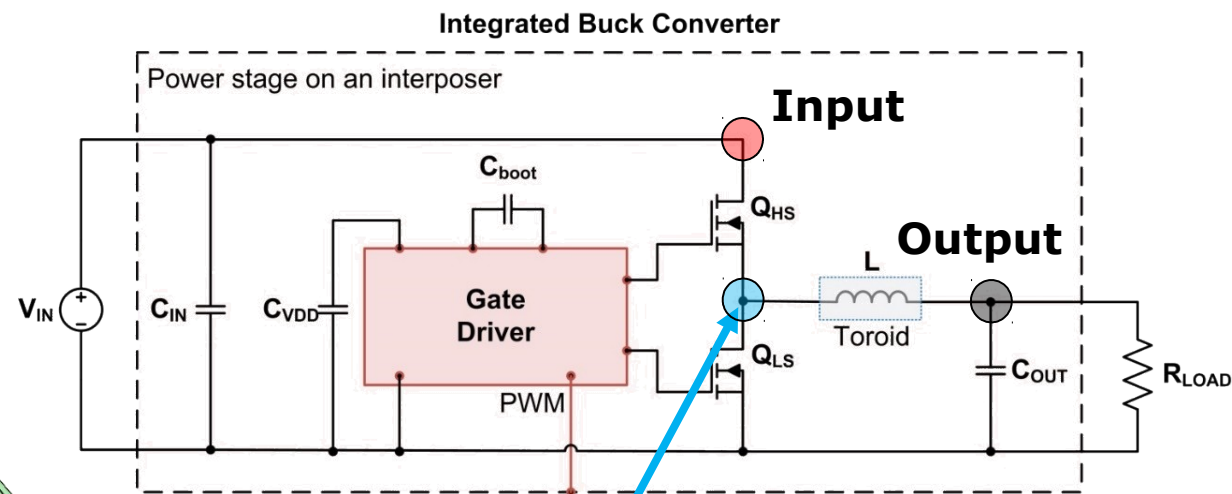 Integrated Buck Converter
Power stage on an interposer
Input
Cboot
QHS
Output
L
VIN
+
−
CIN
CVDD
Gate
Driver
Toroid
QLS
COUT
RLOAD
PWM